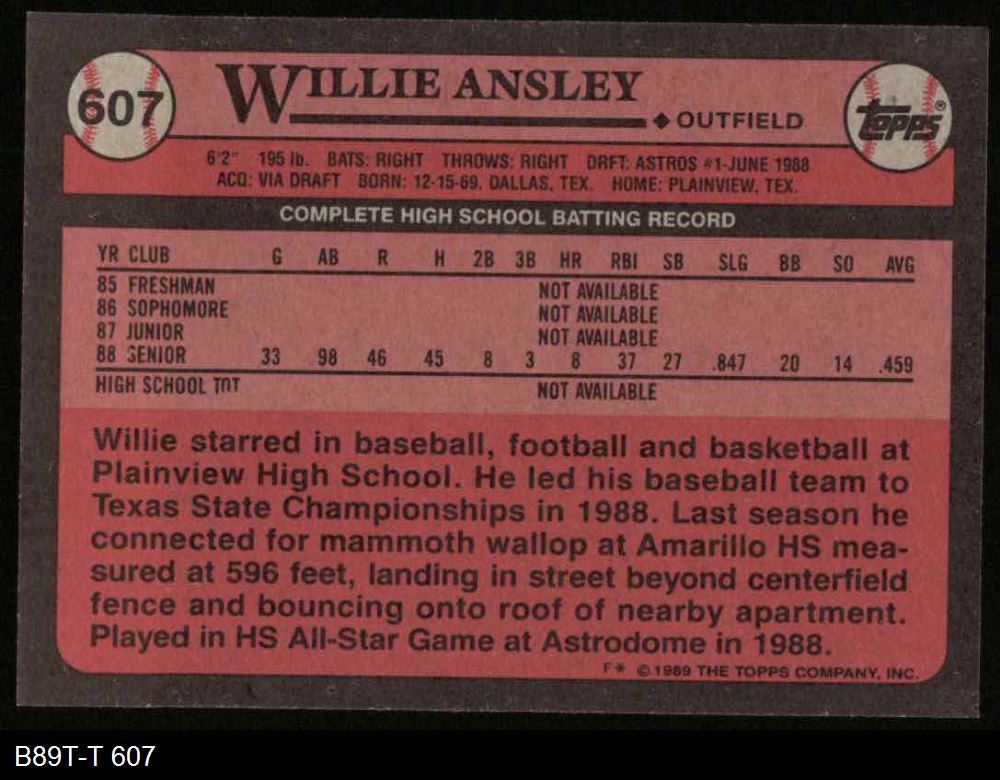 607
WILLIE ANSLEY
◆ OUTFIELD
Topps®
6'2" 195 lb. BATS: RIGHT THROWS: RIGHT DRFT: ASTROS #1-JUNE 1988
ACQ: VIA DRAFT BORN: 12-15-69, DALLAS, TEX. HOME: PLAINVIEW, TEX.
COMPLETE HIGH SCHOOL BATTING RECORD
YR CLUB G AB R H 2B 3B HR RBI SB SLG BB SO AVG
85 FRESHMAN NOT AVAILABLE
86 SOPHOMORE NOT AVAILABLE
87 JUNIOR NOT AVAILABLE
88 SENIOR 33 98 46 45 8 3 8 37 27 .847 20 14 .459
HIGH SCHOOL TOT NOT AVAILABLE
Willie starred in baseball, football and basketball at
Plainview High School. He led his baseball team to
Texas State Championships in 1988. Last season he
connected for mammoth wallop at Amarillo HS mea-
sured at 596 feet, landing in street beyond centerfield
fence and bouncing onto roof of nearby apartment.
Played in HS All-Star Game at Astrodome in 1988.
F* © 1989 THE TOPPS COMPANY, INC.
B89T-T 607